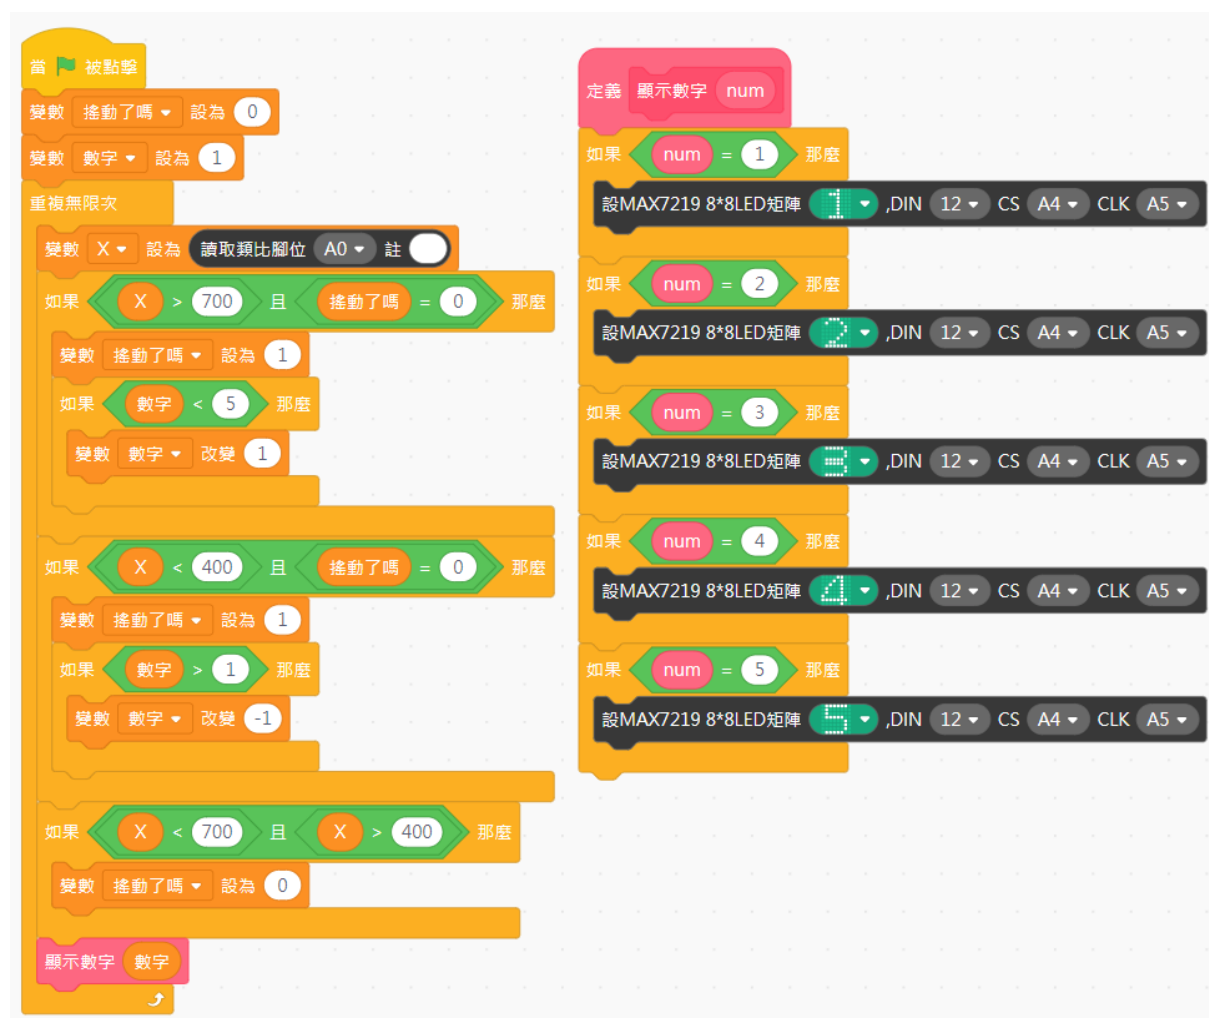 當 被點擊
變數 搖動了嗎 設為 0
變數 數字 設為 1
重複無限次
變數 X 設為 讀取類比腳位 A0 註
如果 X > 700 且 搖動了嗎 = 0 那麼
變數 搖動了嗎 設為 1
如果 數字 < 5 那麼
變數 數字 改變 1
如果 X < 400 且 搖動了嗎 = 0 那麼
變數 搖動了嗎 設為 1
如果 數字 > 1 那麼
變數 數字 改變 -1
如果 X < 700 且 X > 400 那麼
變數 搖動了嗎 設為 0
顯示數字 數字
定義 顯示數字 num
如果 num = 1 那麼
設MAX7219 8*8LED矩陣 1 ,DIN 12 CS A4 CLK A5
如果 num = 2 那麼
設MAX7219 8*8LED矩陣 2 ,DIN 12 CS A4 CLK A5
如果 num = 3 那麼
設MAX7219 8*8LED矩陣 3 ,DIN 12 CS A4 CLK A5
如果 num = 4 那麼
設MAX7219 8*8LED矩陣 4 ,DIN 12 CS A4 CLK A5
如果 num = 5 那麼
設MAX7219 8*8LED矩陣 5 ,DIN 12 CS A4 CLK A5